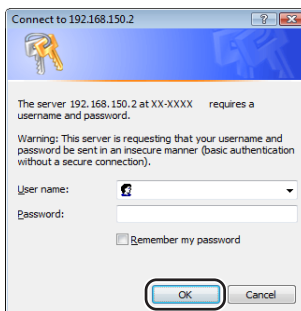 Connect to 192.168.150.2
The server 192.168.150.2 at XX-XXXX requires a
username and password.
Warning: This server is requesting that your username and
password be sent in an insecure manner (basic authentication
without a secure connection).
User name:
Password:
Remember my password
OK Cancel